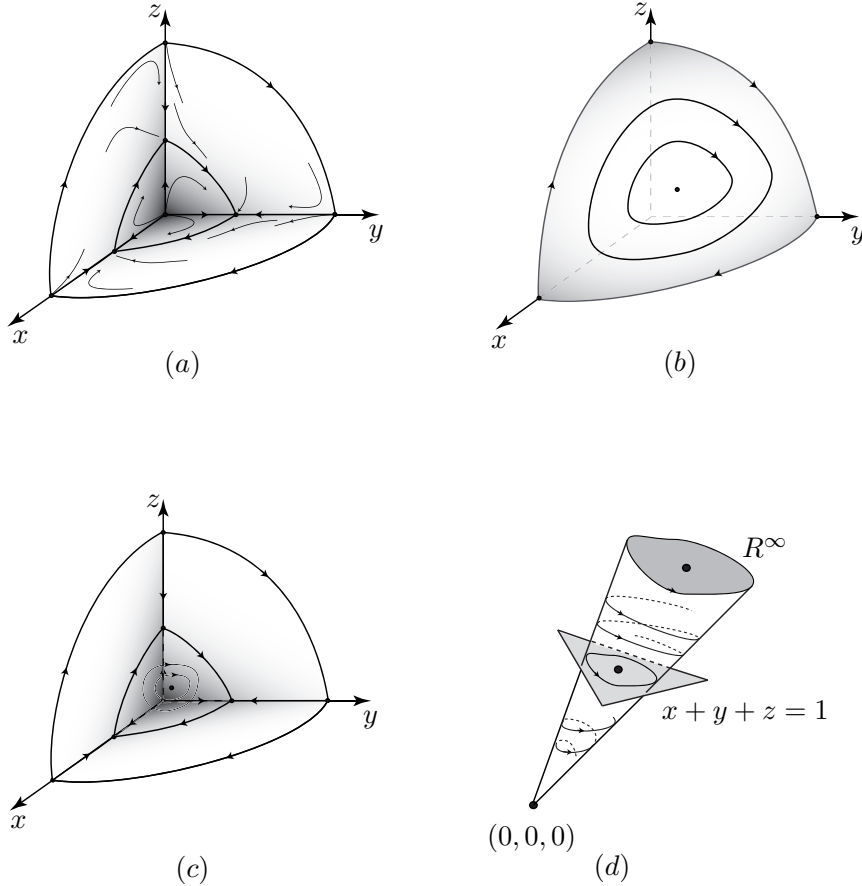 z
y
x
(a)
z
y
x
(b)
z
y
x
(c)
R∞
x + y + z = 1
(0, 0, 0)
(d)